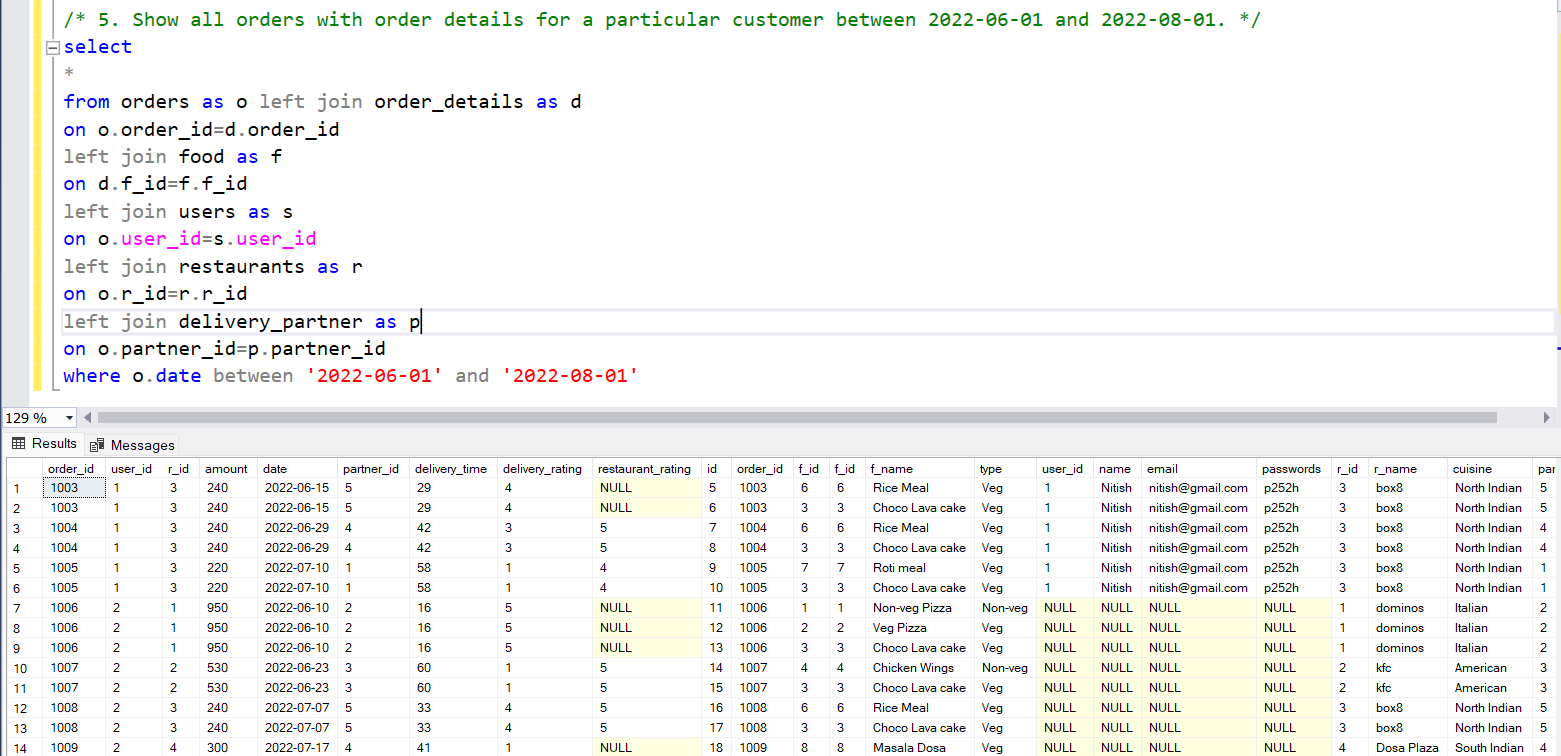 /* 5. Show all orders with order details for a particular customer between 2022-06-01 and 2022-08-01. */
select
*
from orders as o left join order_details as d
on o.order_id=d.order_id
left join food as f
on d.f_id=f.f_id
left join users as s
on o.user_id=s.user_id
left join restaurants as r
on o.r_id=r.r_id
left join delivery_partner as p
on o.partner_id=p.partner_id
where o.date between '2022-06-01' and '2022-08-01'
129 %
Results Messages
order_id user_id r_id amount date partner_id delivery_time delivery_rating restaurant_rating id order_id f_id f_id f_name type user_id name email passwords r_id r_name cuisine par
1 1003 1 3 240 2022-06-15 5 29 4 NULL 5 1003 6 6 Rice Meal Veg 1 Nitish nitish@gmail.com p252h 3 box8 North Indian 5
2 1003 1 3 240 2022-06-15 5 29 4 NULL 6 1003 3 3 Choco Lava cake Veg 1 Nitish nitish@gmail.com p252h 3 box8 North Indian 5
3 1004 1 3 240 2022-06-29 4 42 3 5 7 1004 6 6 Rice Meal Veg 1 Nitish nitish@gmail.com p252h 3 box8 North Indian 4
4 1004 1 3 240 2022-06-29 4 42 3 5 8 1004 3 3 Choco Lava cake Veg 1 Nitish nitish@gmail.com p252h 3 box8 North Indian 4
5 1005 1 3 220 2022-07-10 1 58 1 4 9 1005 7 7 Roti meal Veg 1 Nitish nitish@gmail.com p252h 3 box8 North Indian 1
6 1005 1 3 220 2022-07-10 1 58 1 4 10 1005 3 3 Choco Lava cake Veg 1 Nitish nitish@gmail.com p252h 3 box8 North Indian 1
7 1006 2 1 950 2022-06-10 2 16 5 NULL 11 1006 1 1 Non-veg Pizza Non-veg NULL NULL NULL NULL 1 dominos Italian 2
8 1006 2 1 950 2022-06-10 2 16 5 NULL 12 1006 2 2 Veg Pizza Veg NULL NULL NULL NULL 1 dominos Italian 2
9 1006 2 1 950 2022-06-10 2 16 5 NULL 13 1006 3 3 Choco Lava cake Veg NULL NULL NULL NULL 1 dominos Italian 2
10 1007 2 2 530 2022-06-23 3 60 1 5 14 1007 4 4 Chicken Wings Non-veg NULL NULL NULL NULL 2 kfc American 3
11 1007 2 2 530 2022-06-23 3 60 1 5 15 1007 3 3 Choco Lava cake Veg NULL NULL NULL NULL 2 kfc American 3
12 1008 2 3 240 2022-07-07 5 33 4 5 16 1008 6 6 Rice Meal Veg NULL NULL NULL NULL 3 box8 North Indian 5
13 1008 2 3 240 2022-07-07 5 33 4 5 17 1008 3 3 Choco Lava cake Veg NULL NULL NULL NULL 3 box8 North Indian 5
14 1009 2 4 300 2022-07-17 4 41 1 NULL 18 1009 8 8 Masala Dosa Veg NULL NULL NULL NULL 4 Dosa Plaza South Indian 4